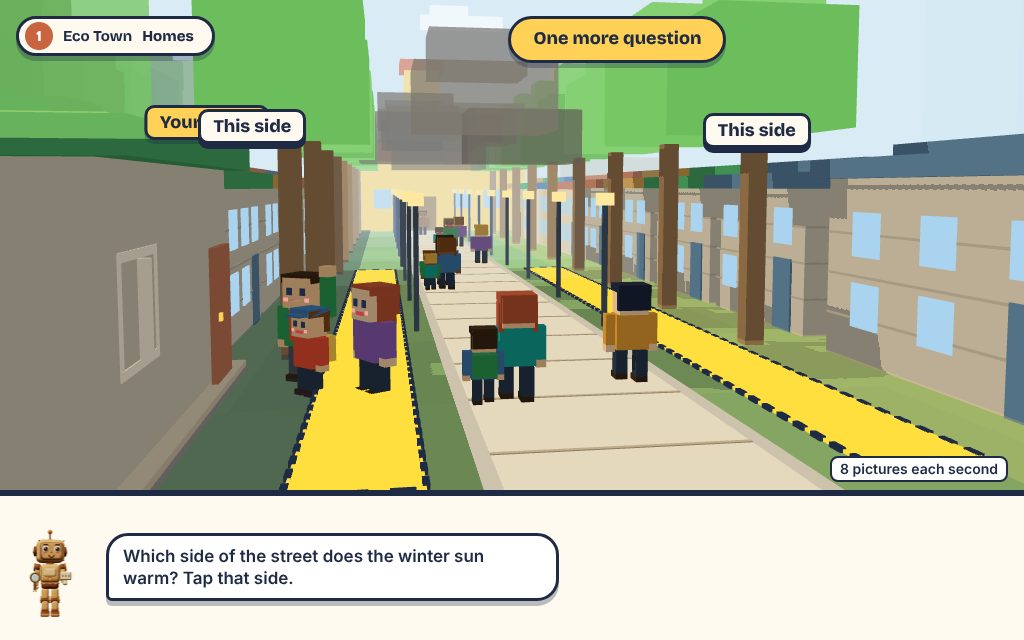 1 Eco Town Homes
One more question
Your
This side
This side
8 pictures each second
Which side of the street does the winter sun
warm? Tap that side.